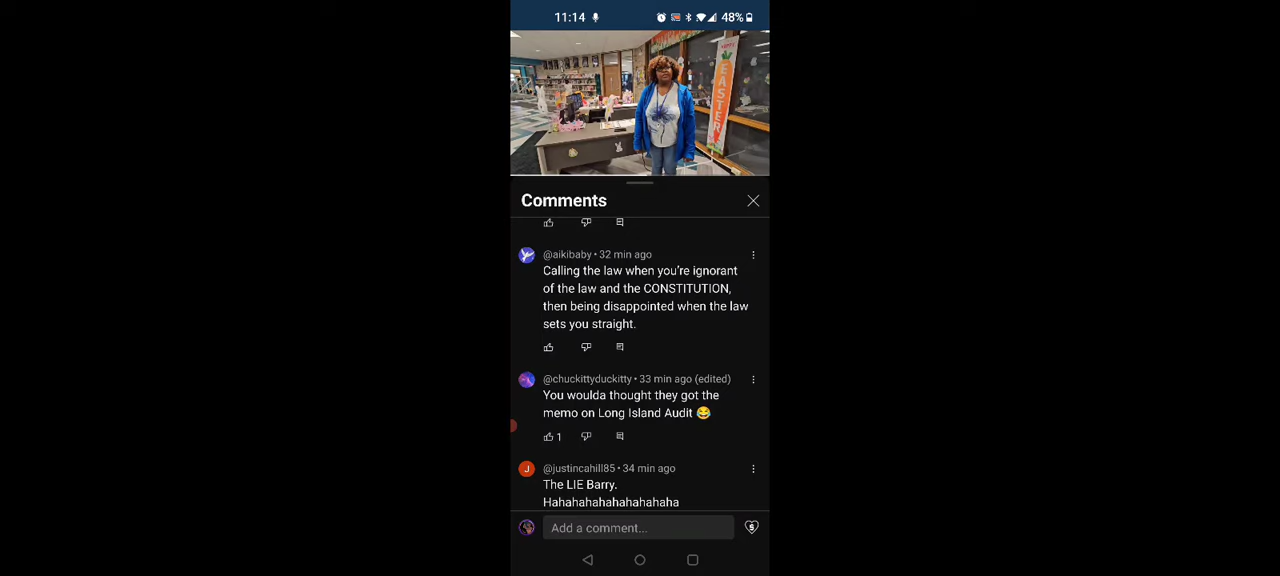 11:14
48%
HAPPY
EASTER
Comments
@aikibaby • 32 min ago
Calling the law when you're ignorant
of the law and the CONSTITUTION,
then being disappointed when the law
sets you straight.
@chuckittyduckitty • 33 min ago (edited)
You woulda thought they got the
memo on Long Island Audit 😂
1
J
@justincahill85 • 34 min ago
The LIE Barry.
Hahahahahahahahahaha
Add a comment...